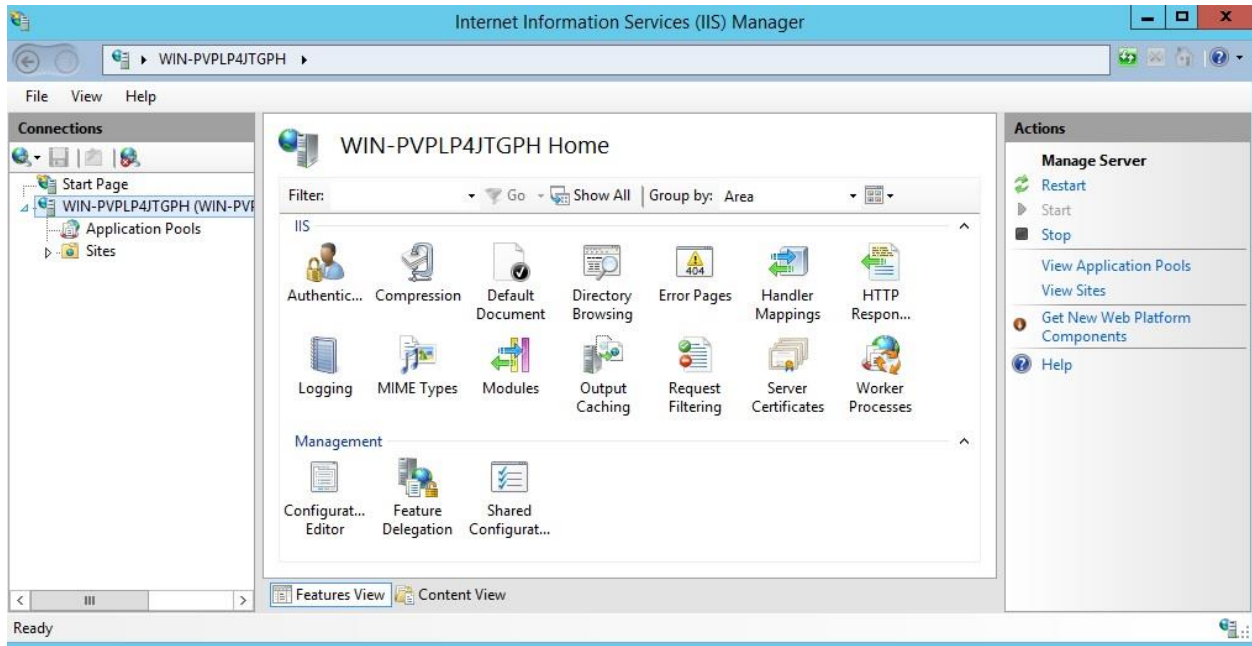 Internet Information Services (IIS) Manager
WIN-PVPLP4JTGPH
File View Help
Connections
Start Page
WIN-PVPLP4JTGPH (WIN-PVP
Application Pools
Sites
WIN-PVPLP4JTGPH Home
Filter: Go Show All Group by: Area
IIS
Authentic... Compression Default Document Directory Browsing Error Pages Handler Mappings HTTP Respon...
404
Logging MIME Types Modules Output Caching Request Filtering Server Certificates Worker Processes
Management
Configurat... Editor Feature Delegation Shared Configurat...
Features View Content View
Actions
Manage Server
Restart
Start
Stop
View Application Pools
View Sites
Get New Web Platform
Components
Help
Ready